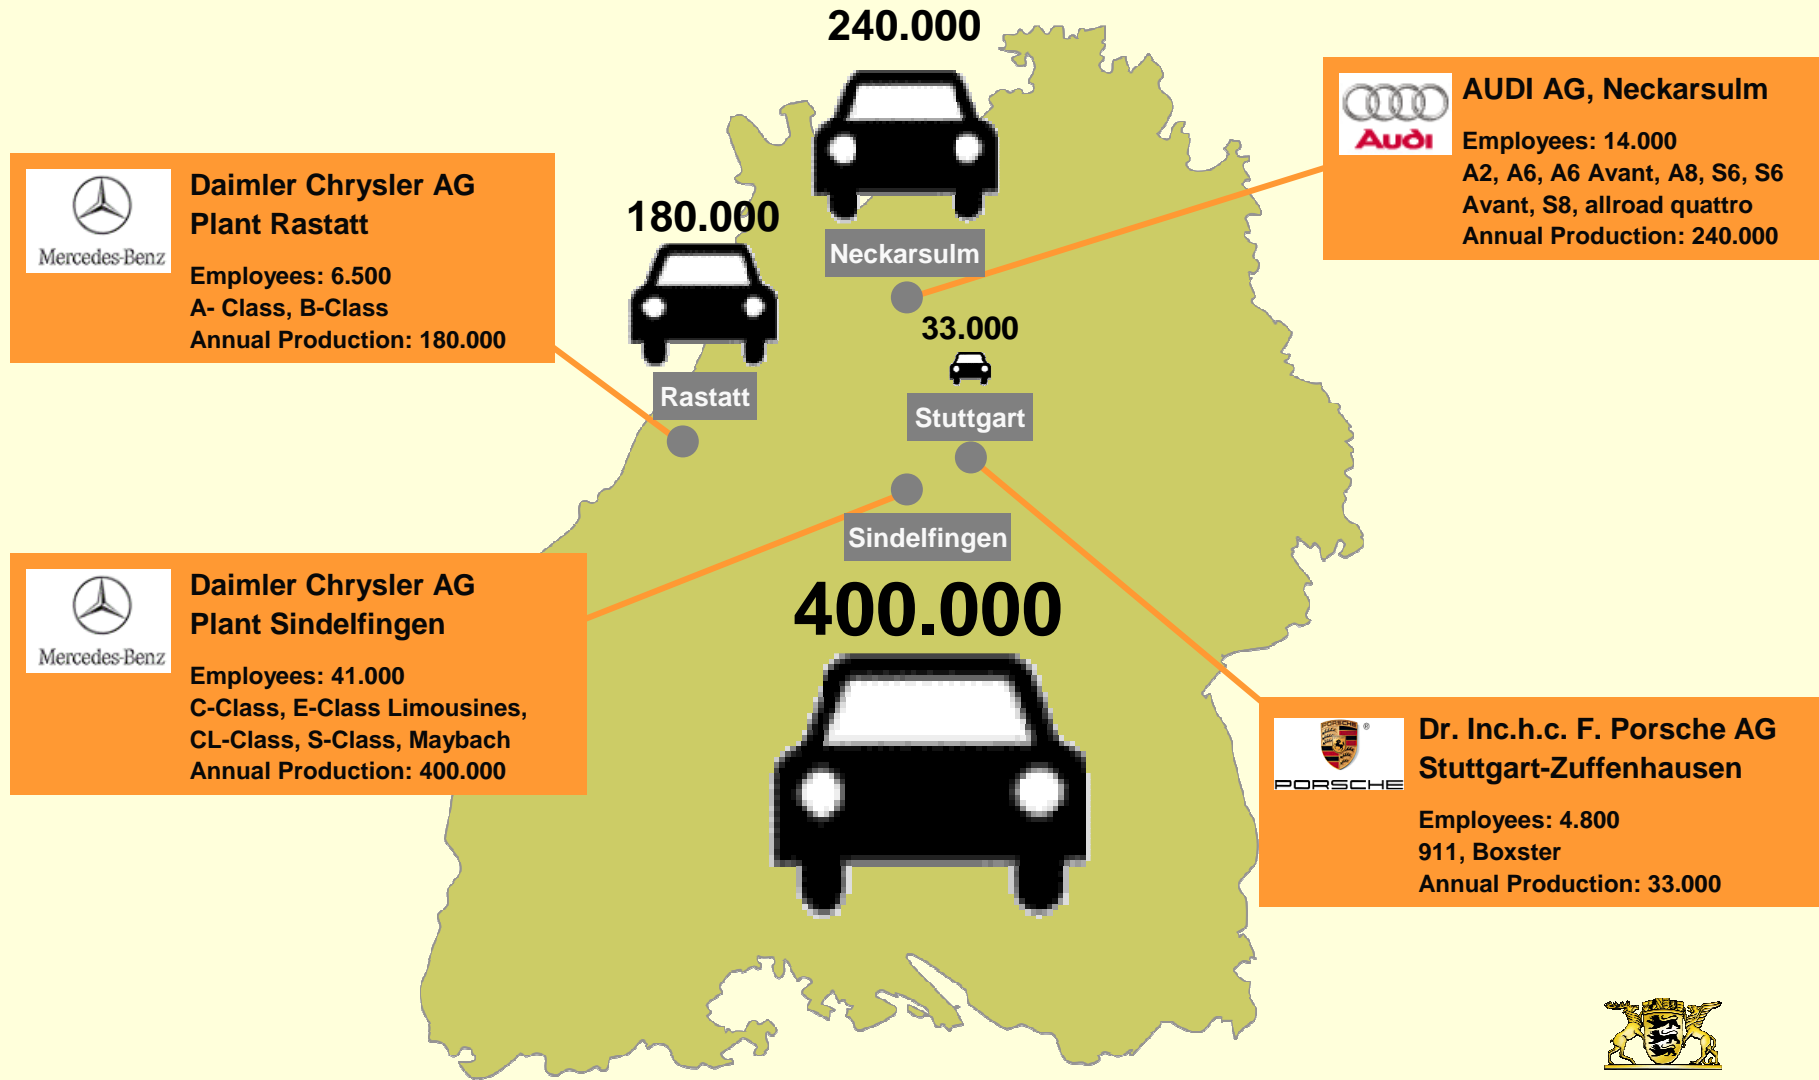 240.000
AUDI AG, Neckarsulm
Audi
Employees: 14.000
A2, A6, A6 Avant, A8, S6, S6
Avant, S8, allroad quattro
Annual Production: 240.000
Daimler Chrysler AG
Plant Rastatt
Mercedes-Benz
Employees: 6.500
A- Class, B-Class
Annual Production: 180.000
180.000
Neckarsulm
33.000
Rastatt
Stuttgart
Sindelfingen
400.000
Daimler Chrysler AG
Plant Sindelfingen
Mercedes-Benz
Employees: 41.000
C-Class, E-Class Limousines,
CL-Class, S-Class, Maybach
Annual Production: 400.000
PORSCHE
®
PORSCHE
Dr. Inc.h.c. F. Porsche AG
Stuttgart-Zuffenhausen
Employees: 4.800
911, Boxster
Annual Production: 33.000